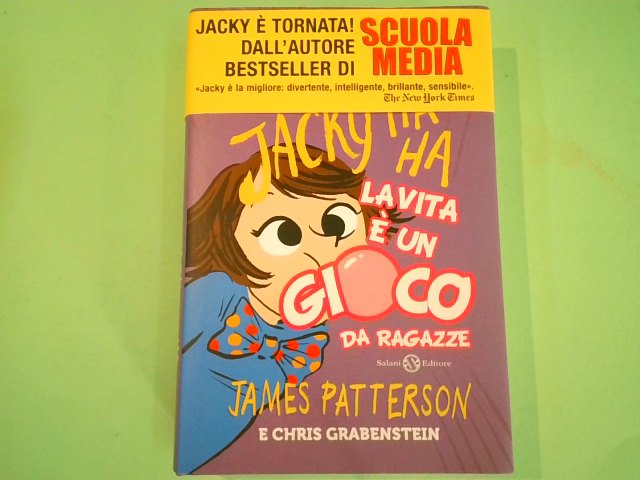 JACKY È TORNATA!
DALL'AUTORE
BESTSELLER DI
SCUOLA
MEDIA
«Jacky è la migliore: divertente, intelligente, brillante, sensibile».
The New York Times
JACKY HA
HA
LA VITA
È UN
GIOCO
DA RAGAZZE
Salani Editore
JAMES PATTERSON
E CHRIS GRABENSTEIN